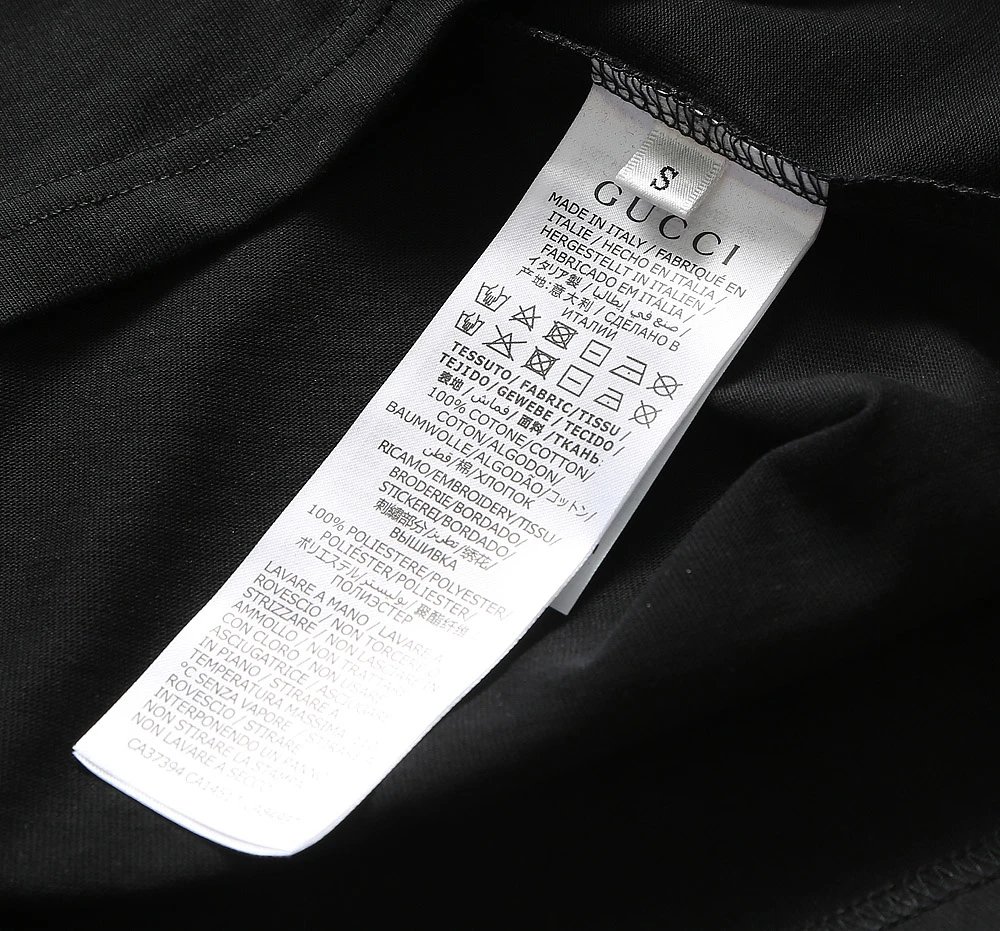 S
GUCCI
MADE IN ITALY / FABRIQUÉ EN
ITALIE / HECHO EN ITALIA /
HERGESTELLT IN ITALIEN /
FABRICADO EM ITÁLIA /
イタリア製 / صنع في إيطاليا /
产地:意大利 / СДЕЛАНО В
ИТАЛИИ
TESSUTO/ FABRIC/TISSU/
TEJIDO/GEWEBE/TECIDO/
表地/قماش/面料/ТКАНЬ:
100% COTONE/COTTON/
COTON/ALGODON/
BAUMWOLLE/ALGODÃO/コットン/
قطن/棉/ХЛОПОК
RICAMO/EMBROIDERY/TISSU/
BRODERIE/BORDADO/
STICKEREI/BORDADO/
刺繍部分/تطريز/绣花/
ВЫШИВКА
100% POLIESTERE/POLYESTER/
POLIESTER/POLIESTER/
ポリエステル/بوليستر/聚酯纤维
ПОЛИЭСТЕР
LAVARE A MANO / LAVARE A
ROVESCIO / NON TORCERE
STRIZZARE / NON LASCIARE IN
AMMOLLO / NON TRATTARE
CON CLORO / NON USARE
ASCIUGATRICE / ASCIUGARE
IN PIANO / STIRARE A
TEMPERATURA MASSIMA
°C SENZA VAPORE / STIRARE A
ROVESCIO / STIRARE
INTERPONENDO UN PANNO
NON STIRARE LA STAMPA
NON LAVARE A SECCO
CA37394